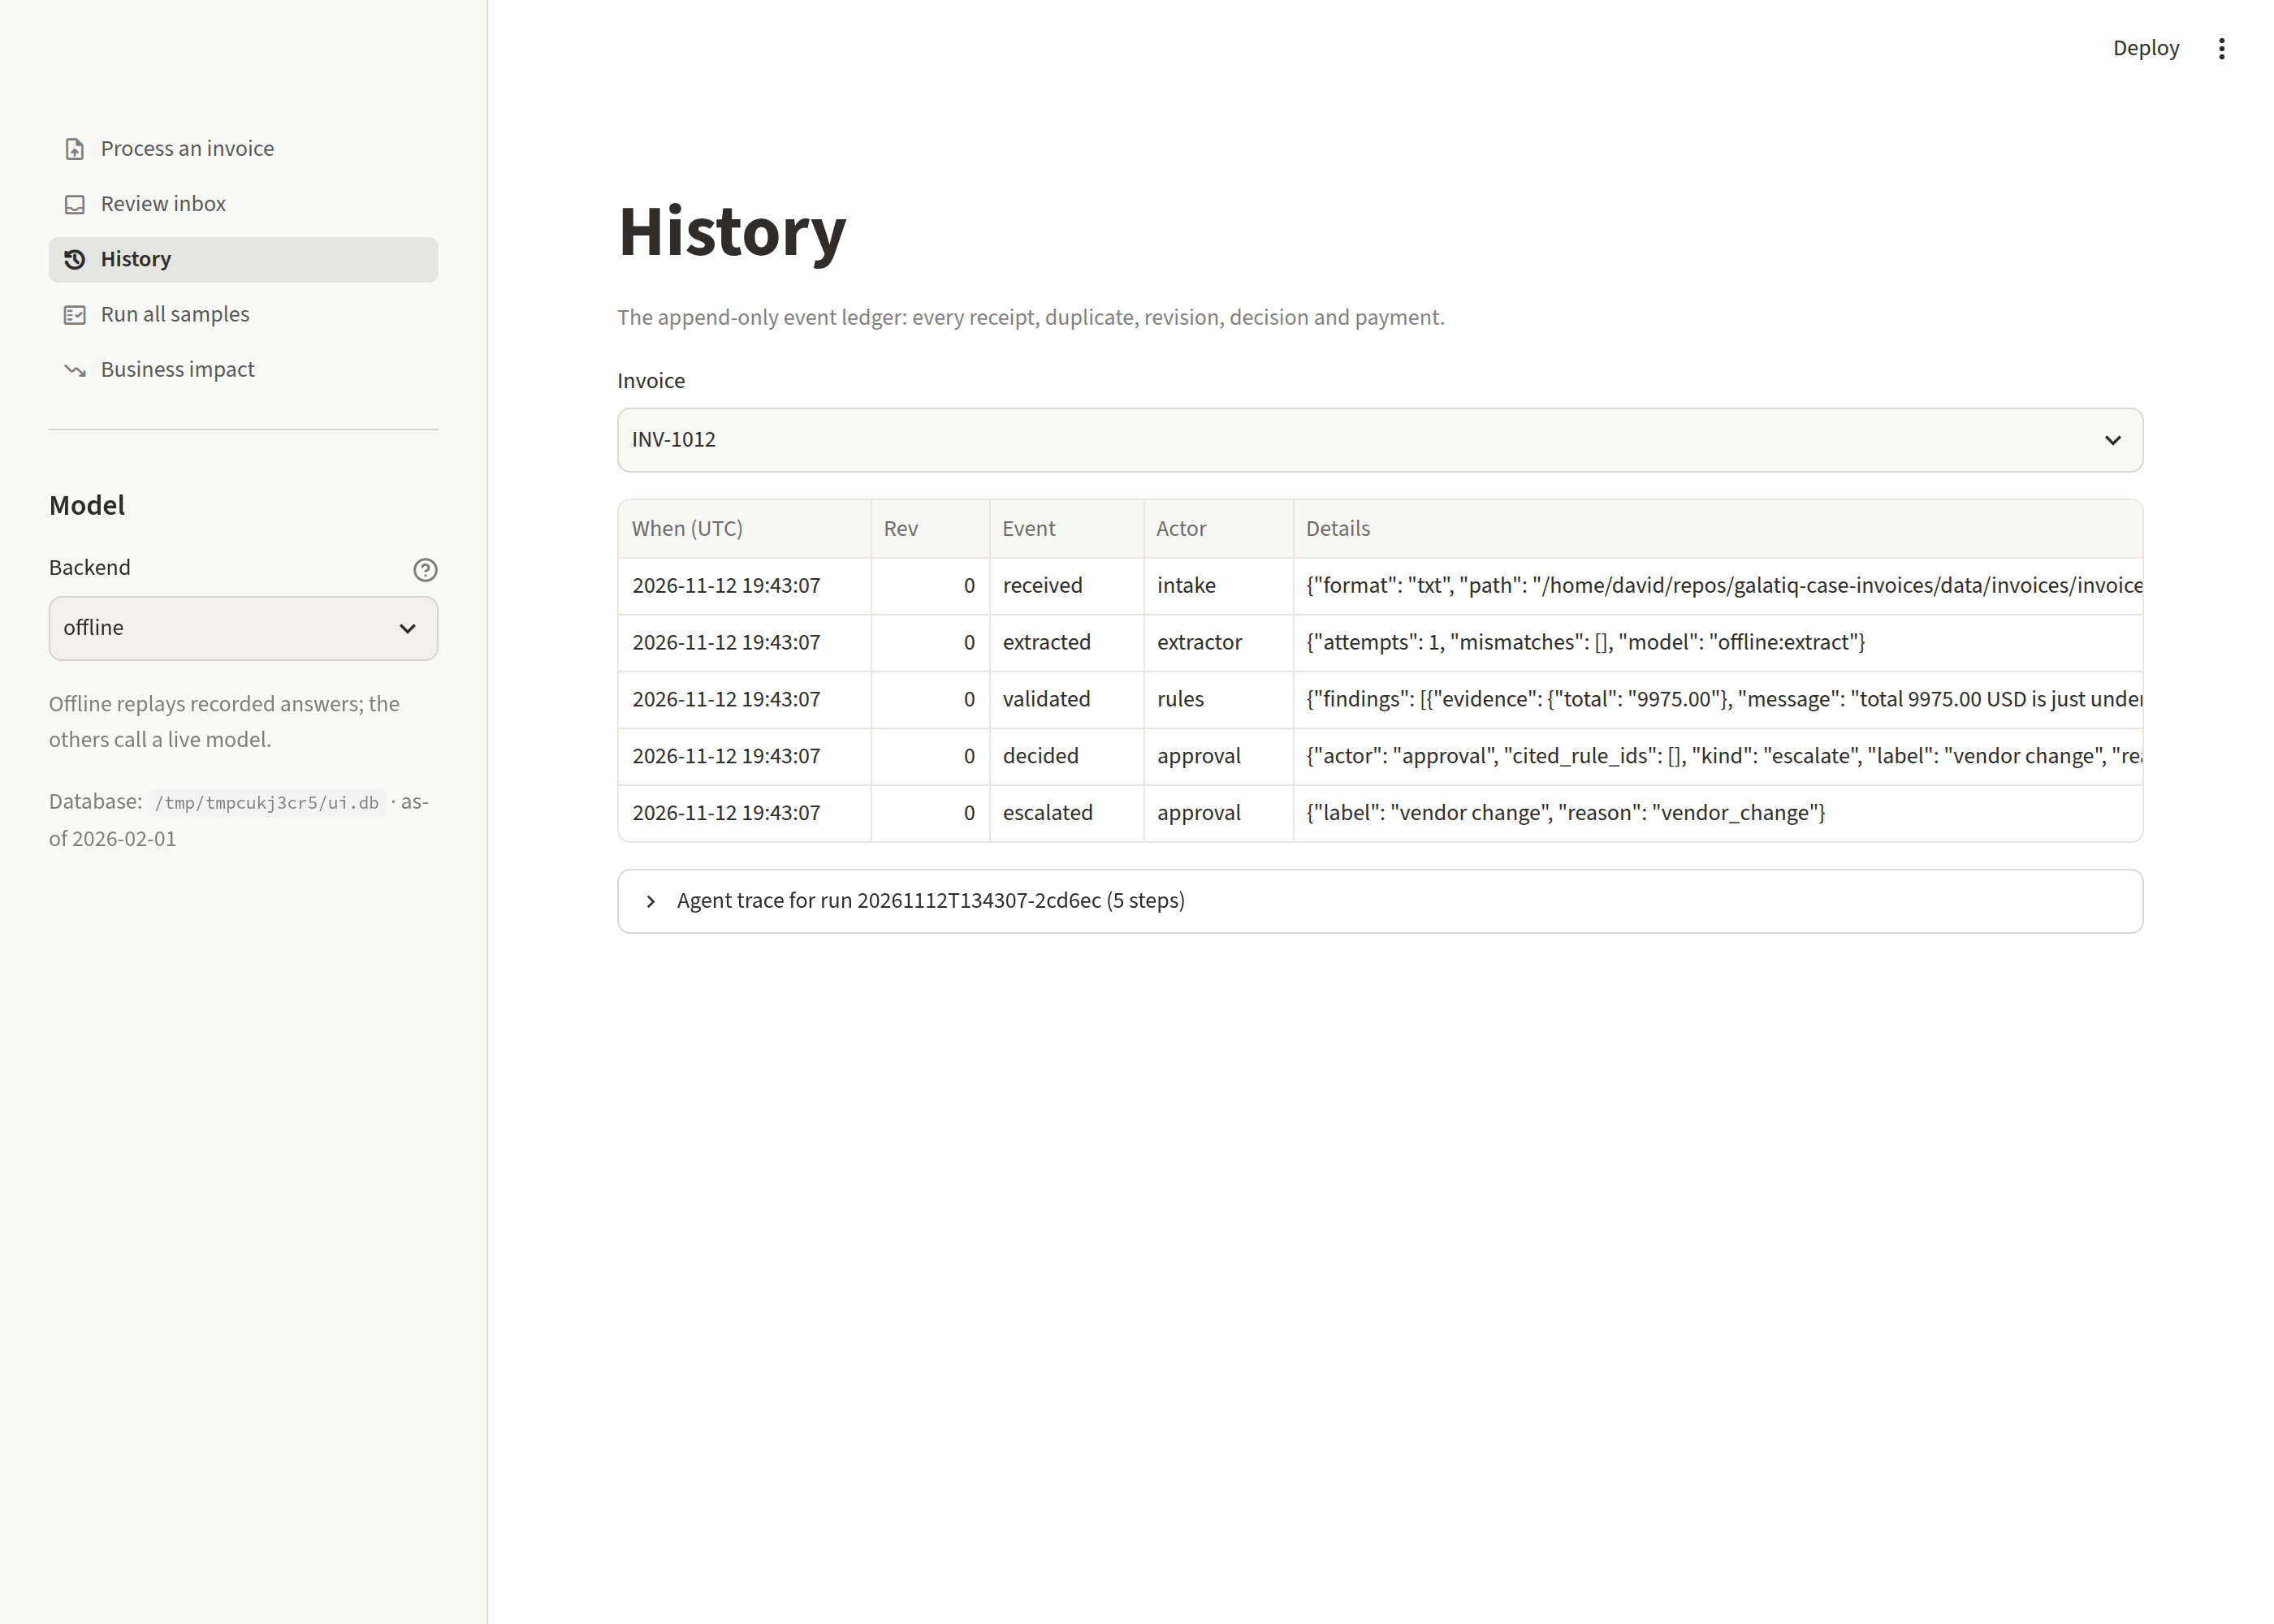 Deploy
Process an invoice
Review inbox
History
Run all samples
Business impact
Model
Backend
offline
Offline replays recorded answers; the
others call a live model.
Database: /tmp/tmpcukj3cr5/ui.db · as-
of 2026-02-01
History
The append-only event ledger: every receipt, duplicate, revision, decision and payment.
Invoice
INV-1012
When (UTC) Rev Event Actor Details
2026-11-12 19:43:07 0 received intake {"format": "txt", "path": "/home/david/repos/galatiq-case-invoices/data/invoices/invoice
2026-11-12 19:43:07 0 extracted extractor {"attempts": 1, "mismatches": [], "model": "offline:extract"}
2026-11-12 19:43:07 0 validated rules {"findings": [{"evidence": {"total": "9975.00"}, "message": "total 9975.00 USD is just under
2026-11-12 19:43:07 0 decided approval {"actor": "approval", "cited_rule_ids": [], "kind": "escalate", "label": "vendor change", "rea
2026-11-12 19:43:07 0 escalated approval {"label": "vendor change", "reason": "vendor_change"}
Agent trace for run 20261112T134307-2cd6ec (5 steps)